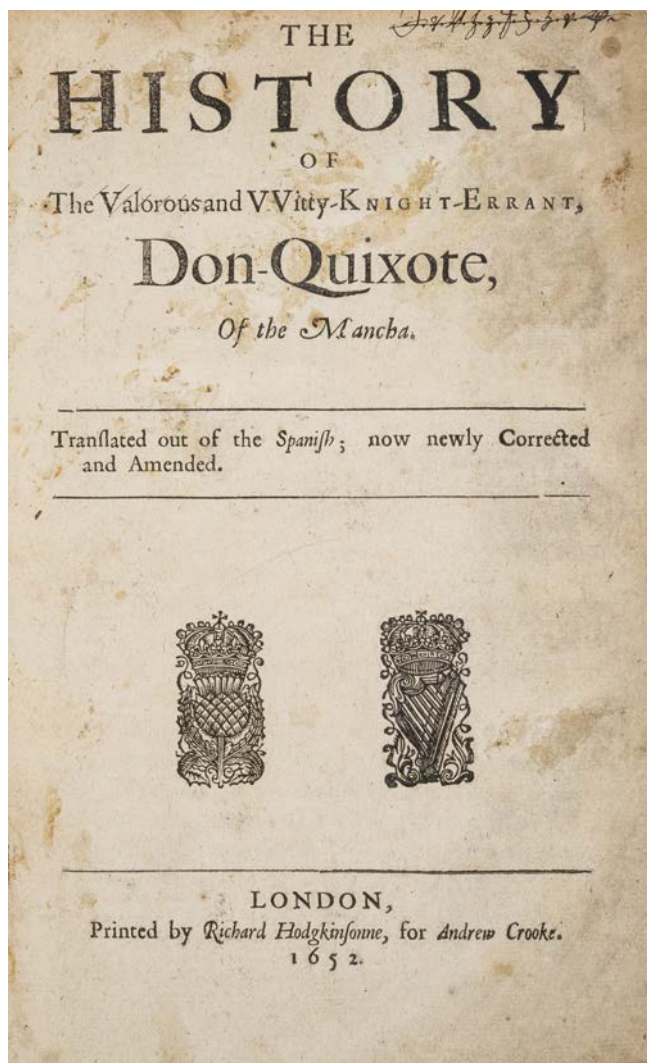 THE
HISTORY
OF
The Valorous and VVitty-KNIGHT-ERRANT,
Don-Quixote,
Of the Mancha.
Tranſlated out of the Spaniſh; now newly Corrected
and Amended.
LONDON,
Printed by Richard Hodgkinſonne, for Andrew Crooke.
1652.